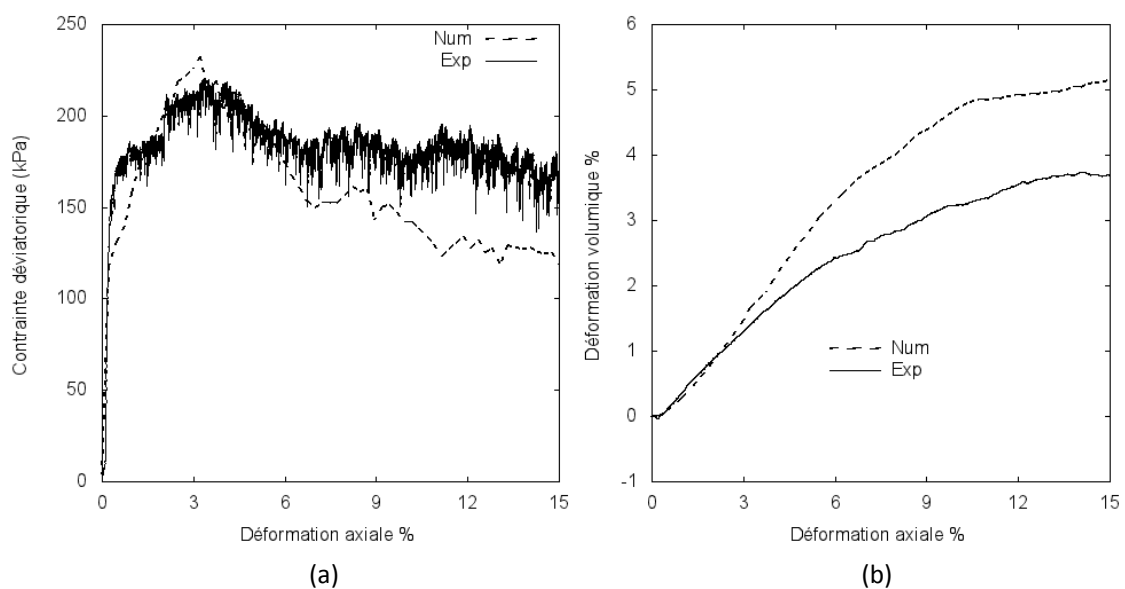 250
200
150
100
50
0
Contrainte déviatorique (kPa)
Num
Exp
0 3 6 9 12 15
Déformation axiale %
(a)
6
5
4
3
2
1
0
-1
Déformation volumique %
Num
Exp
0 3 6 9 12 15
Déformation axiale %
(b)